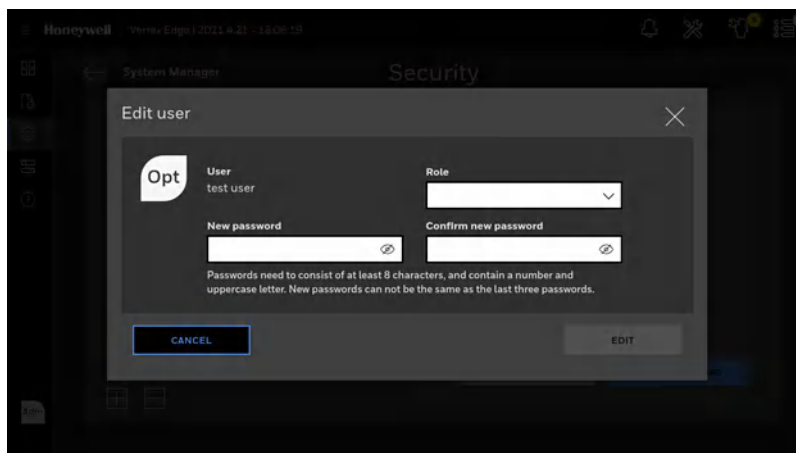 Honeywell
System Manager
Security
Edit user
Opt
User
test user
Role
New password
Confirm new password
Passwords need to consist of at least 8 characters, and contain a number and
uppercase letter. New passwords can not be the same as the last three passwords.
CANCEL
EDIT